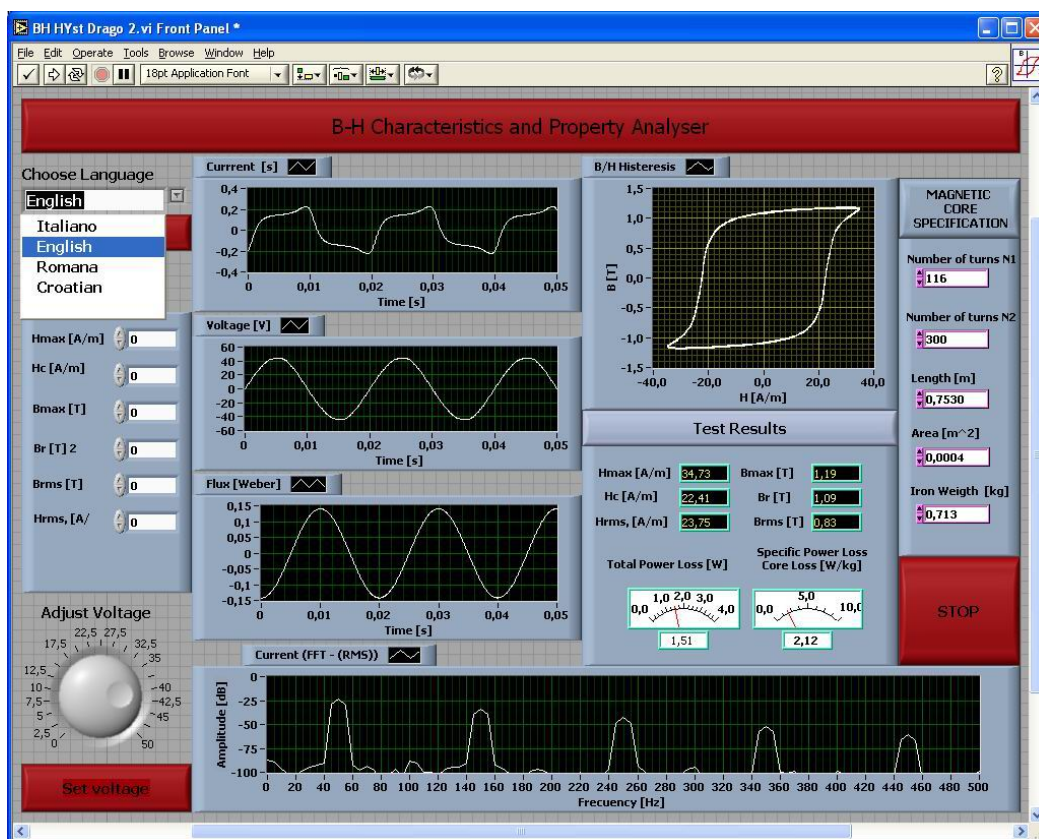 BH HYst Drago 2.vi Front Panel *
File Edit Operate Tools Browse Window Help
18pt Application Font
B-H Characteristics and Property Analyser
Choose Language
English
Italiano
English
Romana
Croatian
Hmax [A/m] 0
Hc [A/m] 0
Bmax [T] 0
Br [T] 2 0
Brms [T] 0
Hrms, [A/ 0
Adjust Voltage
0 2,5 5 7,5 10 12,5 17,5 22,5 27,5 32,5 35 40 42,5 45 50
Set voltage
Currrent [s]
0,4
0,2
0
-0,2
-0,4
0 0,01 0,02 0,03 0,04 0,05
Time [s]
Voltage [V]
60
40
20
0
-20
-40
-60
0 0,01 0,02 0,03 0,04 0,05
Time [s]
Flux [Weber]
0,15
0,1
0,05
0
-0,05
-0,1
-0,15
0 0,01 0,02 0,03 0,04 0,05
Time [s]
B/H Histeresis
B [T]
1,5
1,0
0,5
0,0
-0,5
-1,0
-1,5
-40,0 -20,0 0,0 20,0 40,0
H [A/m]
Test Results
Hmax [A/m] 34,73 Bmax [T] 1,19
Hc [A/m] 22,41 Br [T] 1,09
Hrms, [A/m] 23,75 Brms [T] 0,83
Total Power Loss [W]
0,0 1,0 2,0 3,0 4,0
1,51
Specific Power Loss
Core Loss [W/kg]
0,0 5,0 10,0
2,12
MAGNETIC
CORE
SPECIFICATION
Number of turns N1
116
Number of turns N2
300
Length [m]
0,7530
Area [m^2]
0,0004
Iron Weigth [kg]
0,713
STOP
Current (FFT - (RMS))
Amplitude [dB]
0
-25
-50
-75
-100
0 20 40 60 80 100 120 140 160 180 200 220 240 260 280 300 320 340 360 380 400 420 440 460 480 500
Frecuency [Hz]